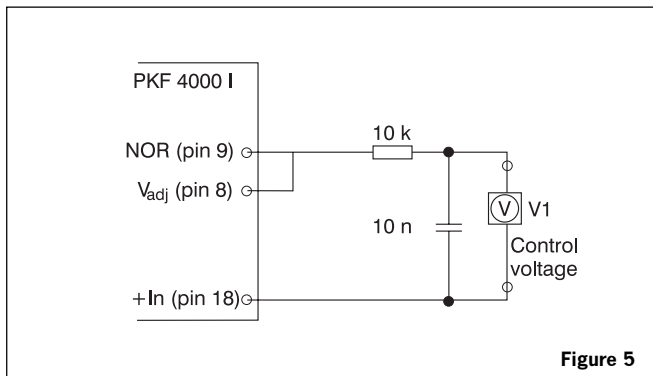 PKF 4000 I
10 k
NOR (pin 9)
Vadj (pin 8)
V V1
10 n
Control
voltage
+In (pin 18)
Figure 5